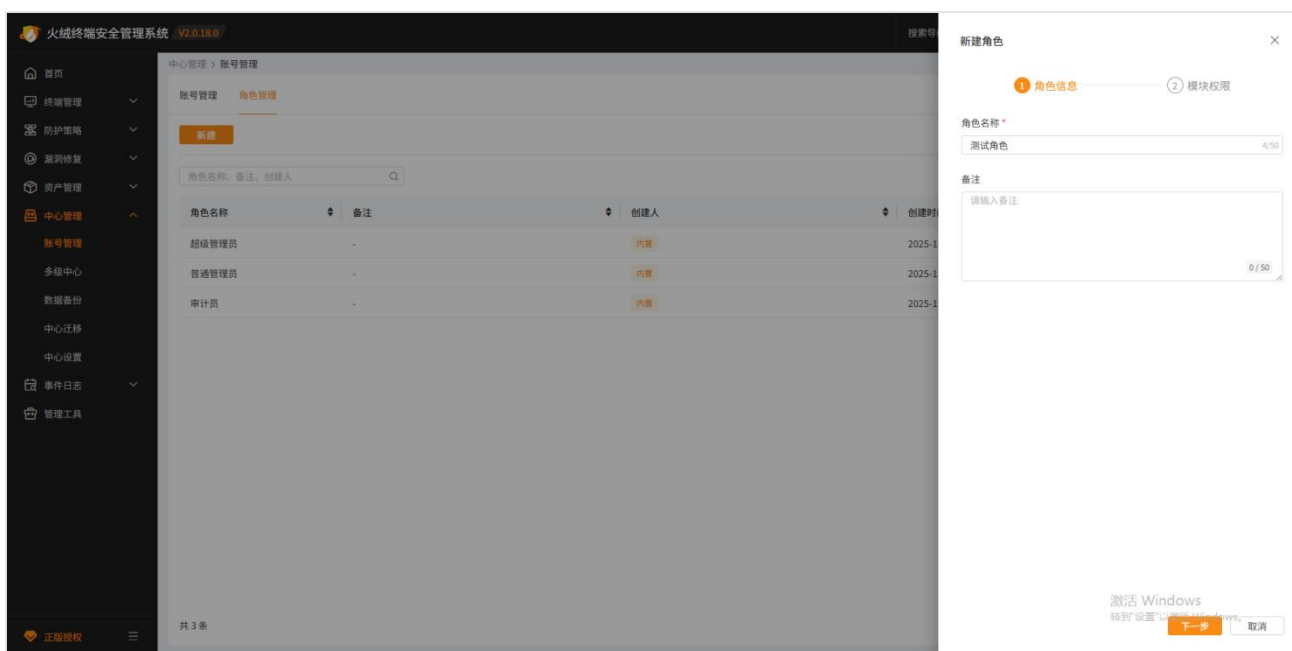 火绒终端安全管理系统 V2.0.18.0
搜索导
首页
终端管理
防护策略
漏洞修复
资产管理
中心管理
账号管理
多级中心
数据备份
中心迁移
中心设置
事件日志
管理工具
正版授权
中心管理 > 账号管理
账号管理 角色管理
新建
角色名称、备注、创建人
角色名称 备注 创建人 创建时
超级管理员 - 内置 2025-1
普通管理员 - 内置 2025-1
审计员 - 内置 2025-1
共 3 条
新建角色
1 角色信息 2 模块权限
角色名称 *
测试角色 4/50
备注
请输入备注
0 / 50
激活 Windows
转到"设置"以激活 Windows。
下一步 取消